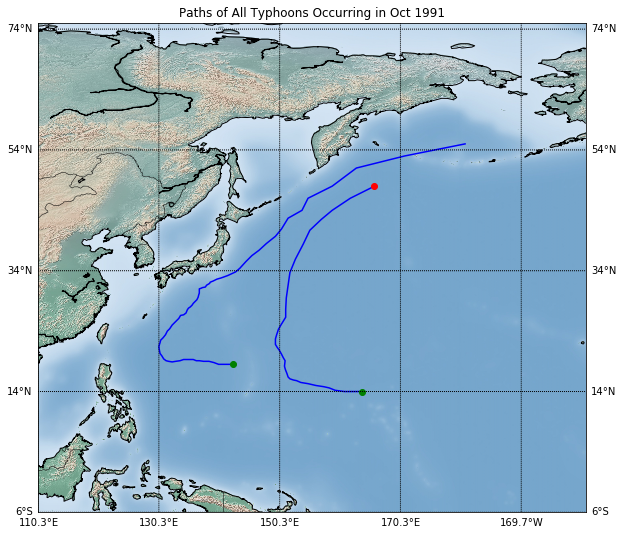 Paths of All Typhoons Occurring in Oct 1991
74°N 74°N
54°N 54°N
34°N 34°N
14°N 14°N
6°S 6°S
110.3°E 130.3°E 150.3°E 170.3°E 169.7°W